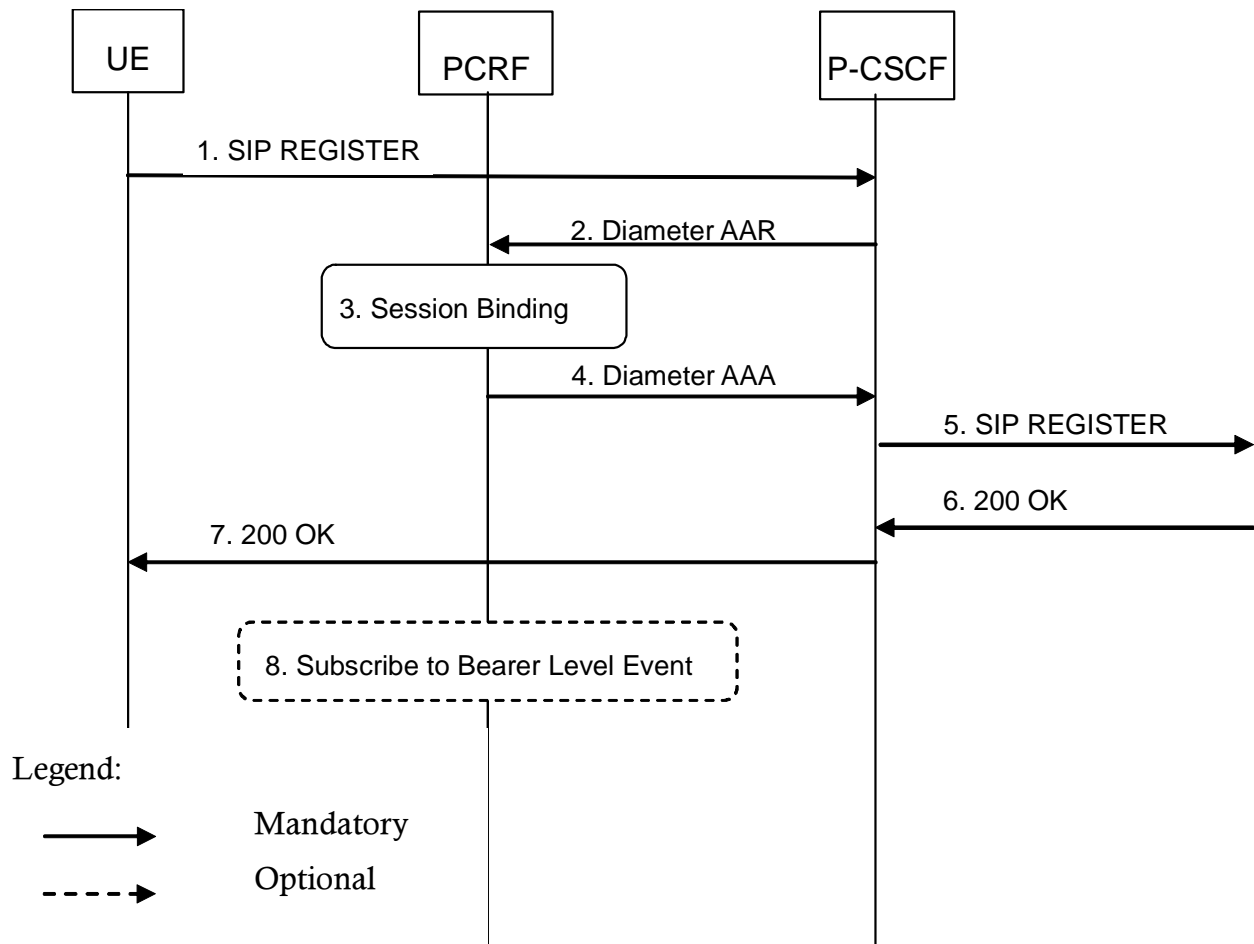 UE
PCRF
P-CSCF
1. SIP REGISTER
2. Diameter AAR
3. Session Binding
4. Diameter AAA
5. SIP REGISTER
6. 200 OK
7. 200 OK
8. Subscribe to Bearer Level Event
Legend:
Mandatory
Optional